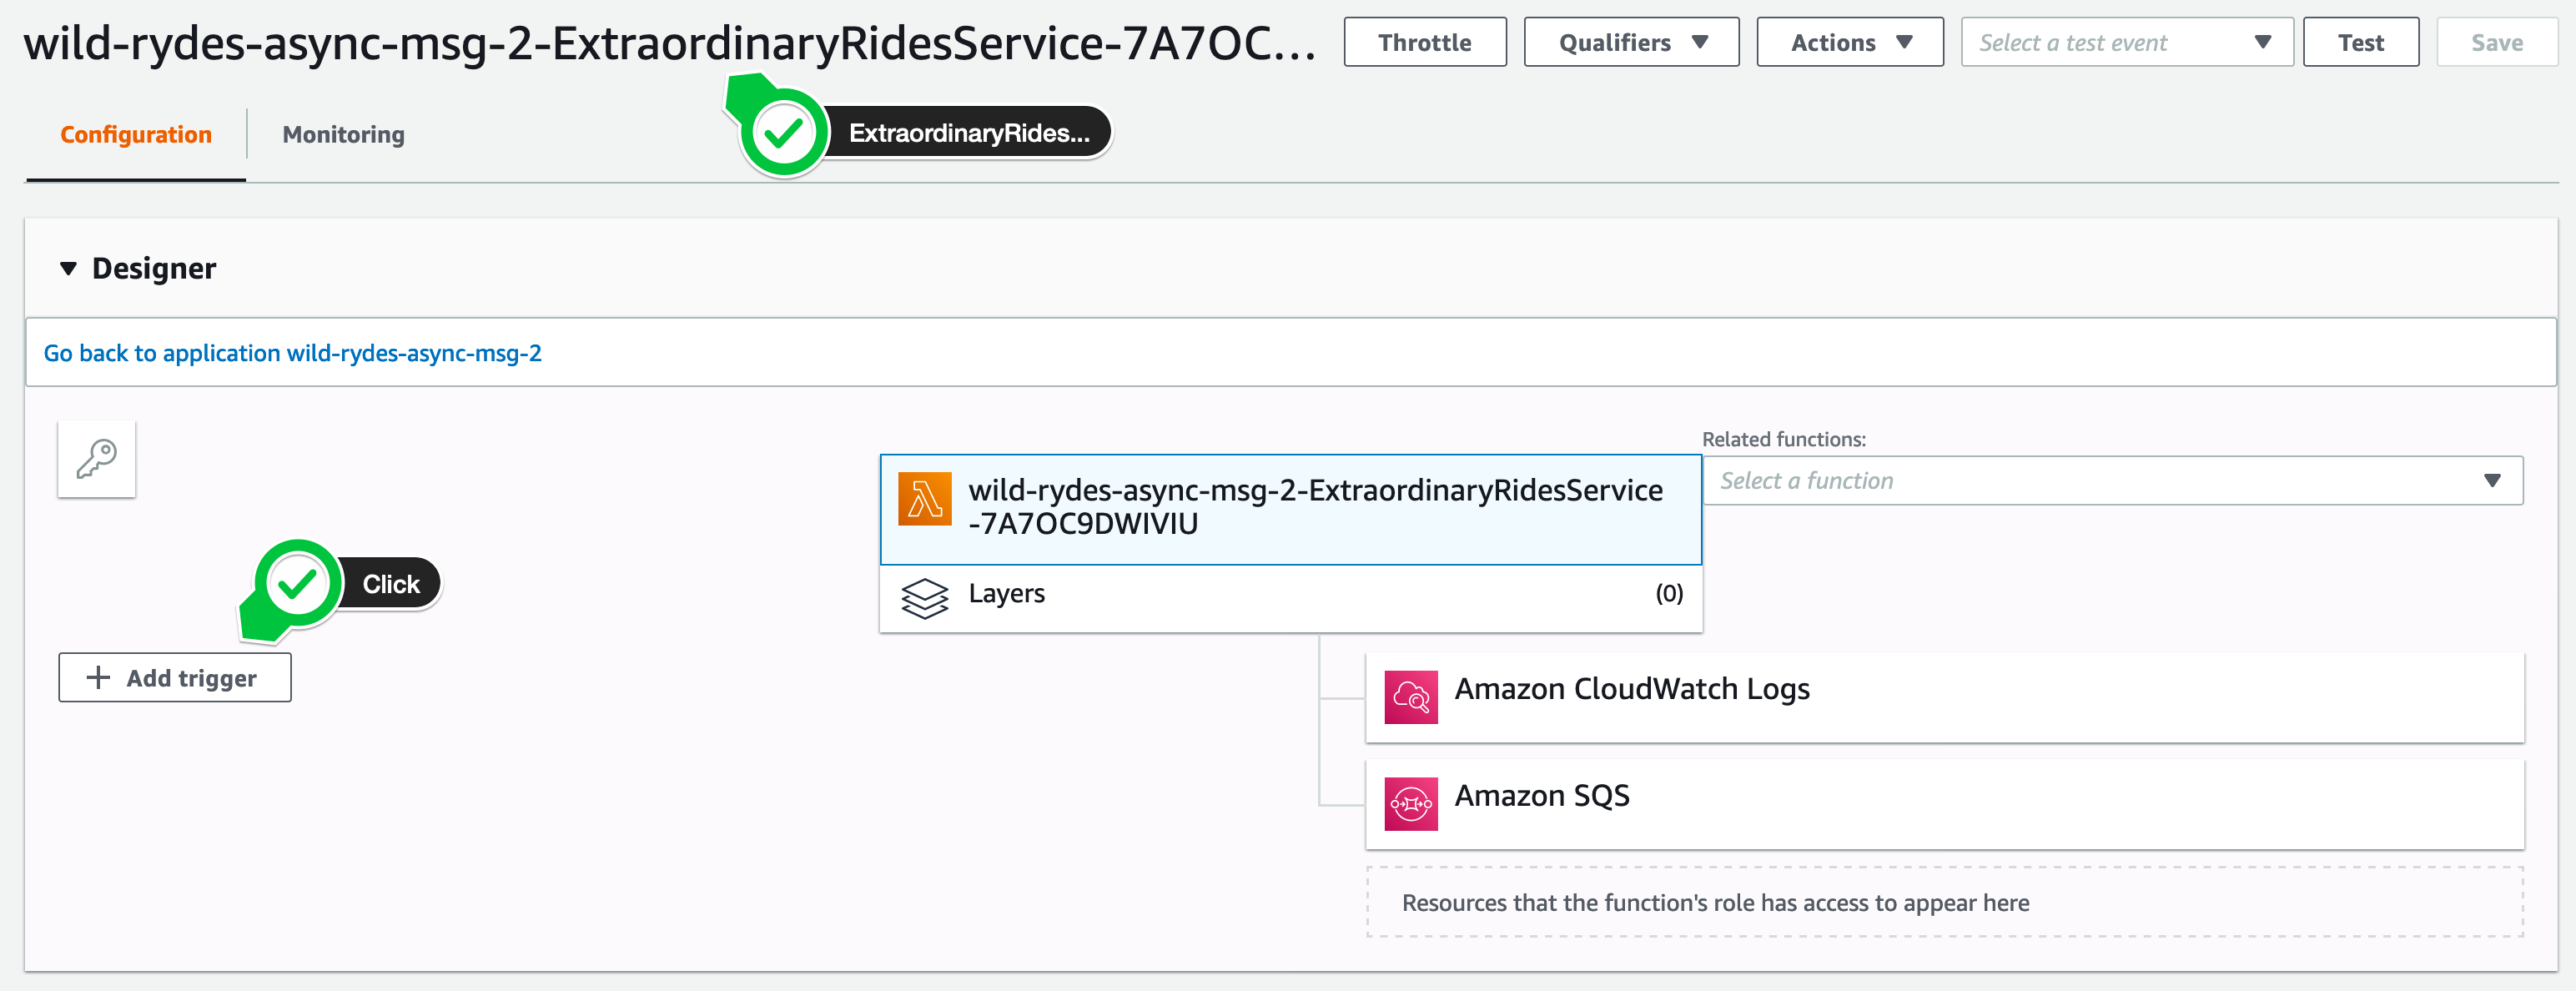 wild-rydes-async-msg-2-ExtraordinaryRidesService-7A7OC...
Throttle
Qualifiers
Actions
Select a test event
Test
Save
Configuration
Monitoring
ExtraordinaryRides...
Designer
Go back to application wild-rydes-async-msg-2
Related functions:
Select a function
wild-rydes-async-msg-2-ExtraordinaryRidesService
-7A7OC9DWIVIU
Click
Layers
(0)
Add trigger
Amazon CloudWatch Logs
Amazon SQS
Resources that the function's role has access to appear here